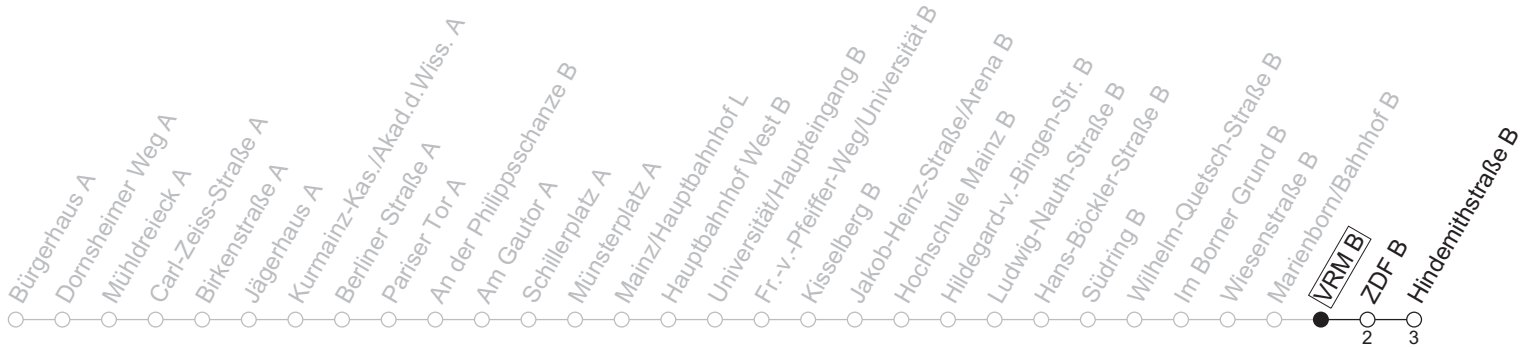 Bürgerhaus A
Dornsheimer Weg A
Mühldreieck A
Carl-Zeiss-Straße A
Birkenstraße A
Jägerhaus A
Kurmainz-Kas./Akad.d.Wiss. A
Berliner Straße A
Pariser Tor A
An der Philippsschanze B
Am Gautor A
Schillerplatz A
Münsterplatz A
Mainz/Hauptbahnhof L
Hauptbahnhof West B
Universität/Haupteingang B
Fr.-v.-Pfeiffer-Weg/Universität B
Kisselberg B
Jakob-Heinz-Straße/Arena B
Hochschule Mainz B
Hildegard-v.-Bingen-Str. B
Ludwig-Nauth-Straße B
Hans-Böckler-Straße B
Südring B
Wilhelm-Quetsch-Straße B
Im Borner Grund B
Wiesenstraße B
Marienborn/Bahnhof B
VRM B
ZDF B
Hindemithstraße B
2
3